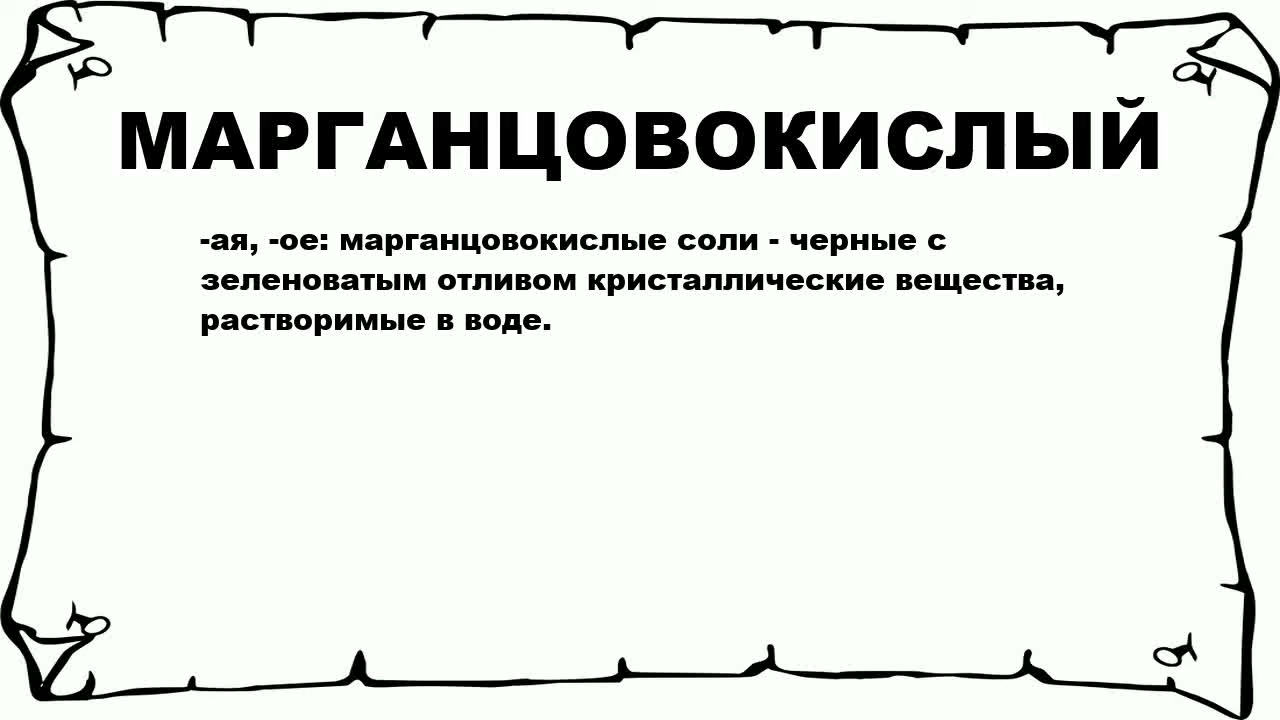 МАРГАНЦОВОКИСЛЫЙ
-ая, -ое: марганцовокислые соли - черные с
зеленоватым отливом кристаллические вещества,
растворимые в воде.